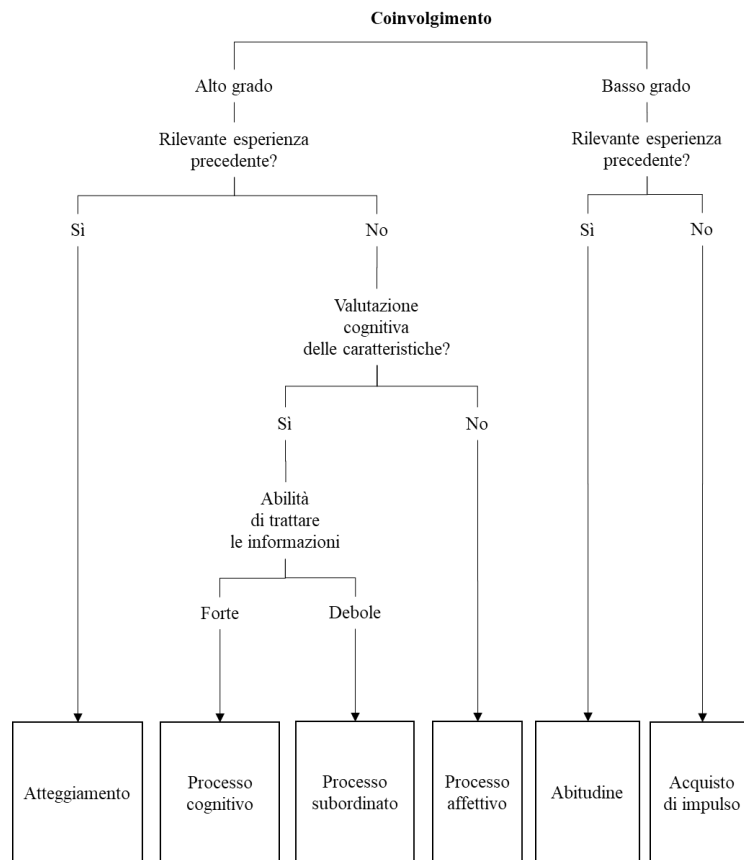 Coinvolgimento
Alto grado
Basso grado
Rilevante esperienza
precedente?
Rilevante esperienza
precedente?
Sì
No
Sì
No
Valutazione
cognitiva
delle caratteristiche?
Sì
No
Abilità
di trattare
le informazioni
Forte
Debole
Atteggiamento
Processo
cognitivo
Processo
subordinato
Processo
affettivo
Abitudine
Acquisto
di impulso